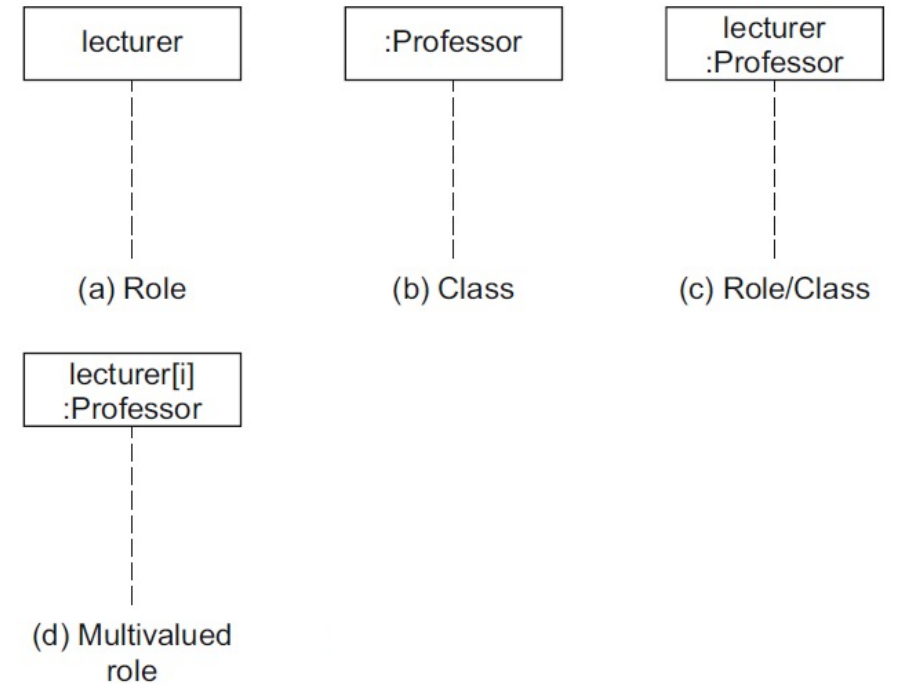 lecturer
:Professor
lecturer
:Professor
(a) Role
(b) Class
(c) Role/Class
lecturer[i]
:Professor
(d) Multivalued
role